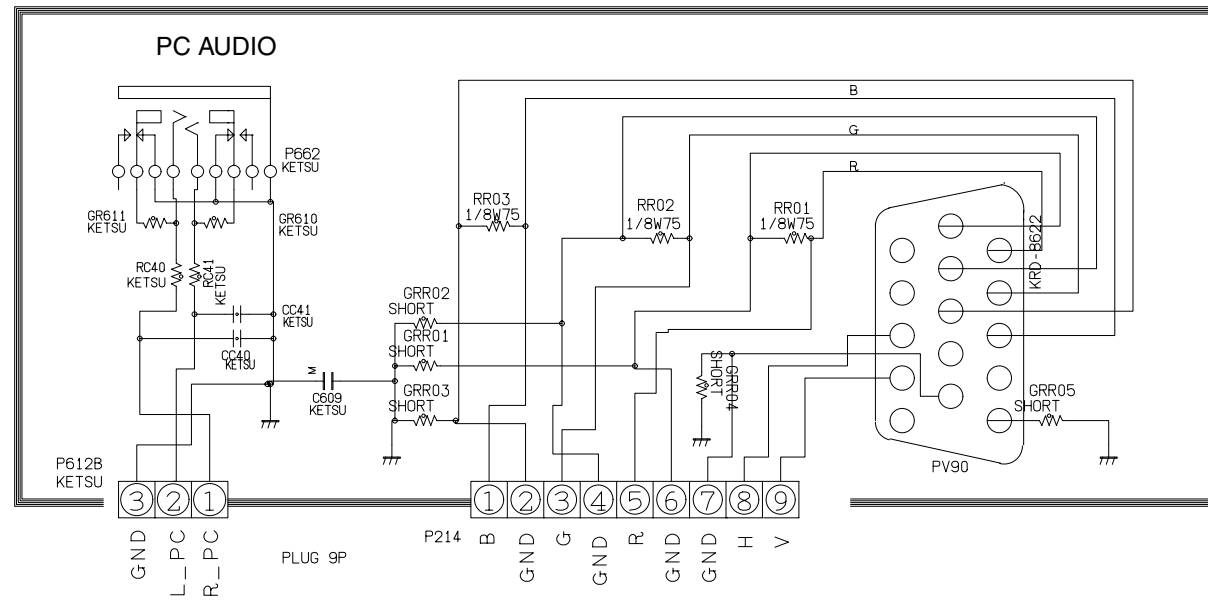 PC AUDIO
B
G
R
P662
KETSU
GR611
KETSU
GR610
KETSU
RR03
1/8W75
RR02
1/8W75
RR01
1/8W75
KRD-B622
RC40
KETSU
RC41
KETSU
CC41
KETSU
CC40
KETSU
GRR02
SHORT
GRR01
SHORT
GRR03
SHORT
M
C609
KETSU
GRR04
SHORT
GRR05
SHORT
PV90
P612B
KETSU
3
2
1
GND
L_PC
R_PC
PLUG 9P
P214
1
2
3
4
5
6
7
8
9
B
GND
G
GND
R
GND
GND
H
V